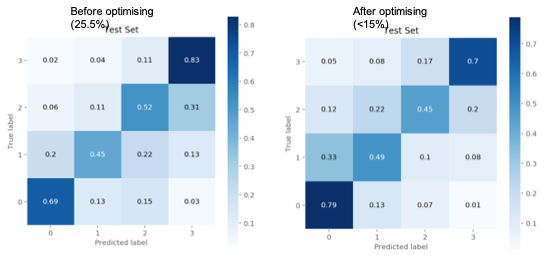 Before optimising
(25.5%)
Test Set
3 0.02 0.04 0.11 0.83
2 0.06 0.11 0.52 0.31
1 0.2 0.45 0.22 0.13
0 0.69 0.13 0.15 0.03
0 1 2 3
True label
Predicted label
0.8
0.7
0.6
0.5
0.4
0.3
0.2
0.1
After optimising
(<15%)
Test Set
3 0.05 0.08 0.17 0.7
2 0.12 0.22 0.45 0.2
1 0.33 0.49 0.1 0.08
0 0.79 0.13 0.07 0.01
0 1 2 3
True label
Predicted label
0.7
0.6
0.5
0.4
0.3
0.2
0.1